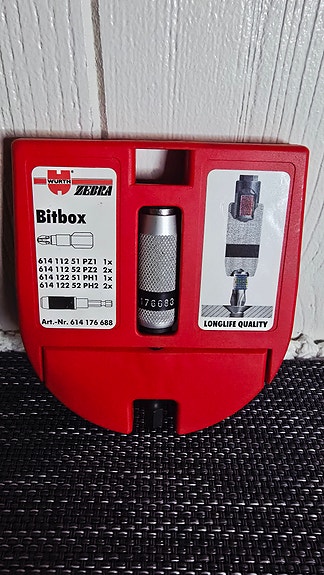 WÜRTH
ZEBRA
Bitbox
614 112 51 PZ1 1x
614 112 52 PZ2 2x
614 122 51 PH1 1x
614 122 52 PH2 2x
Art.-Nr. 614 176 688
176683
LONGLIFE QUALITY